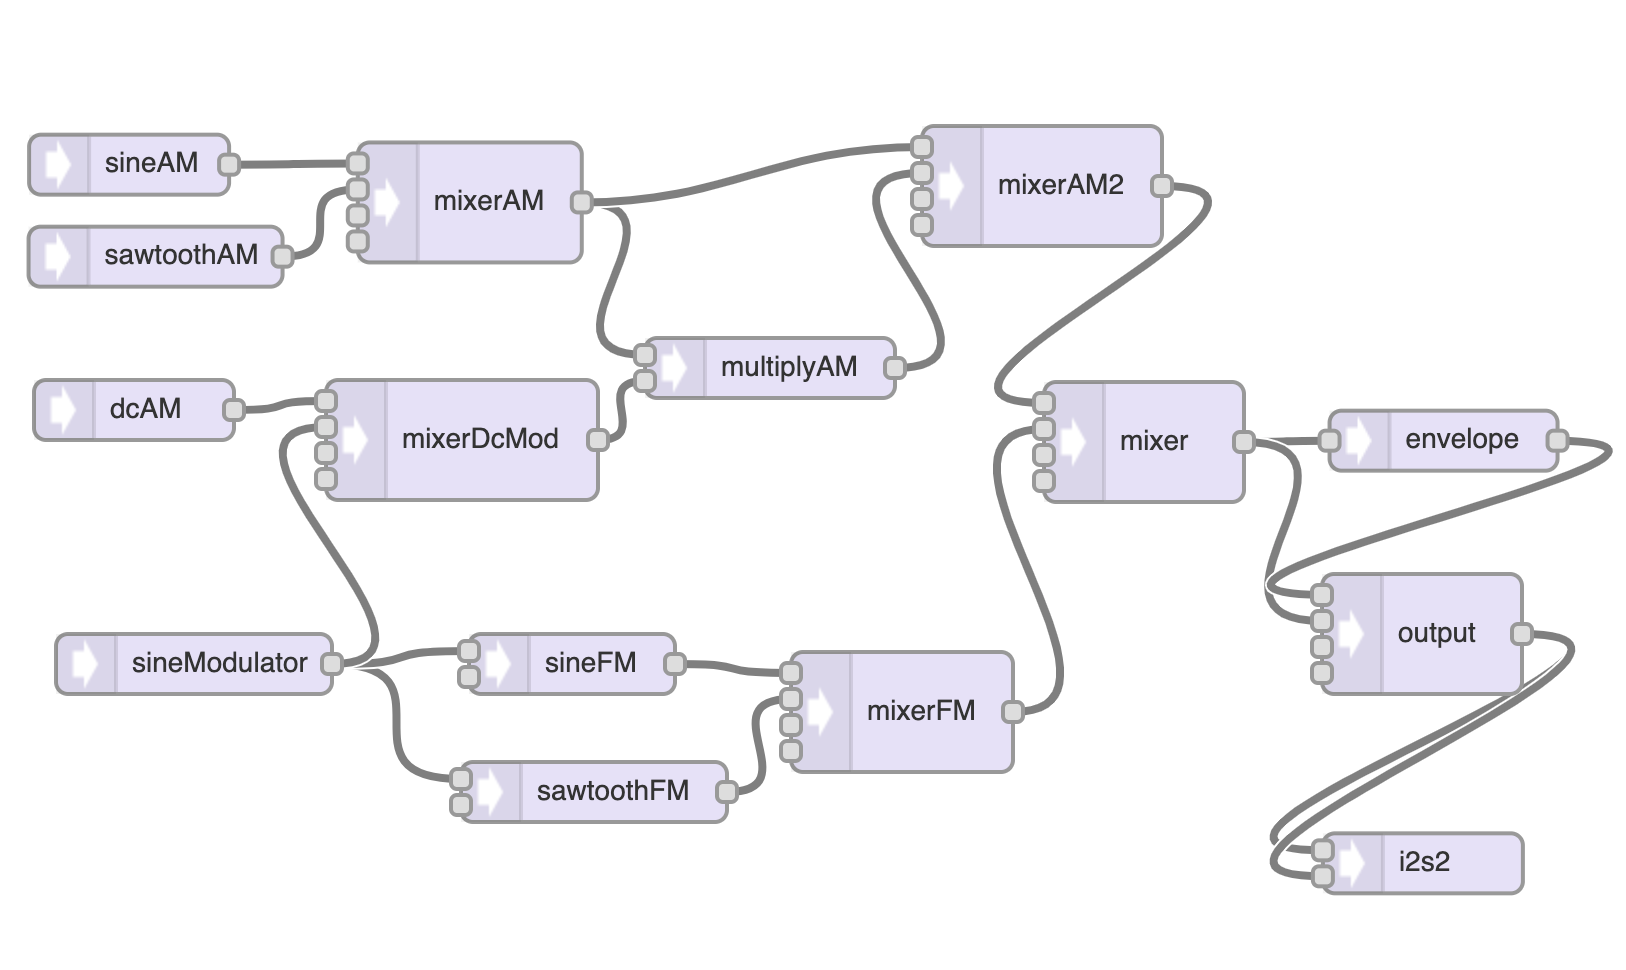 sineAM
mixerAM
mixerAM2
sawtoothAM
multiplyAM
dcAM
mixerDcMod
mixer
envelope
output
sineModulator
sineFM
mixerFM
sawtoothFM
i2s2